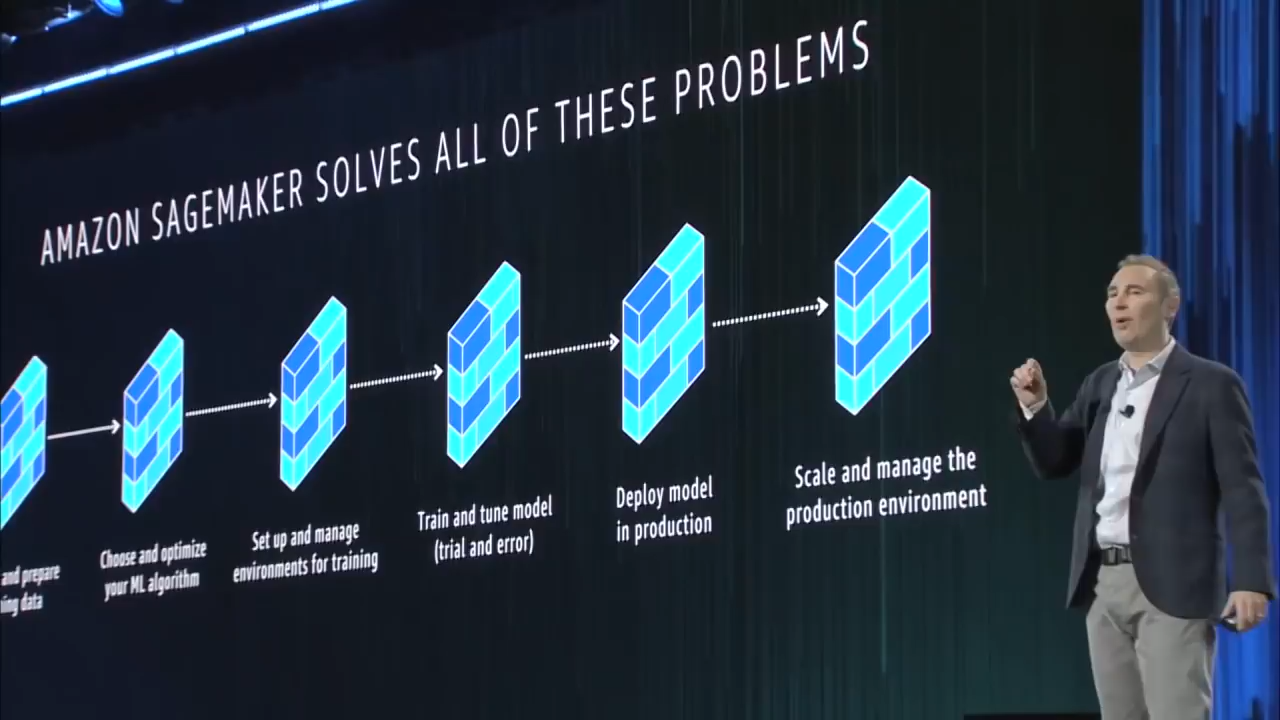 AMAZON SAGEMAKER SOLVES ALL OF THESE PROBLEMS
and prepare
data
Choose and optimize
your ML algorithm
Set up and manage
environments for training
Train and tune model
(trial and error)
Deploy model
in production
Scale and manage the
production environment